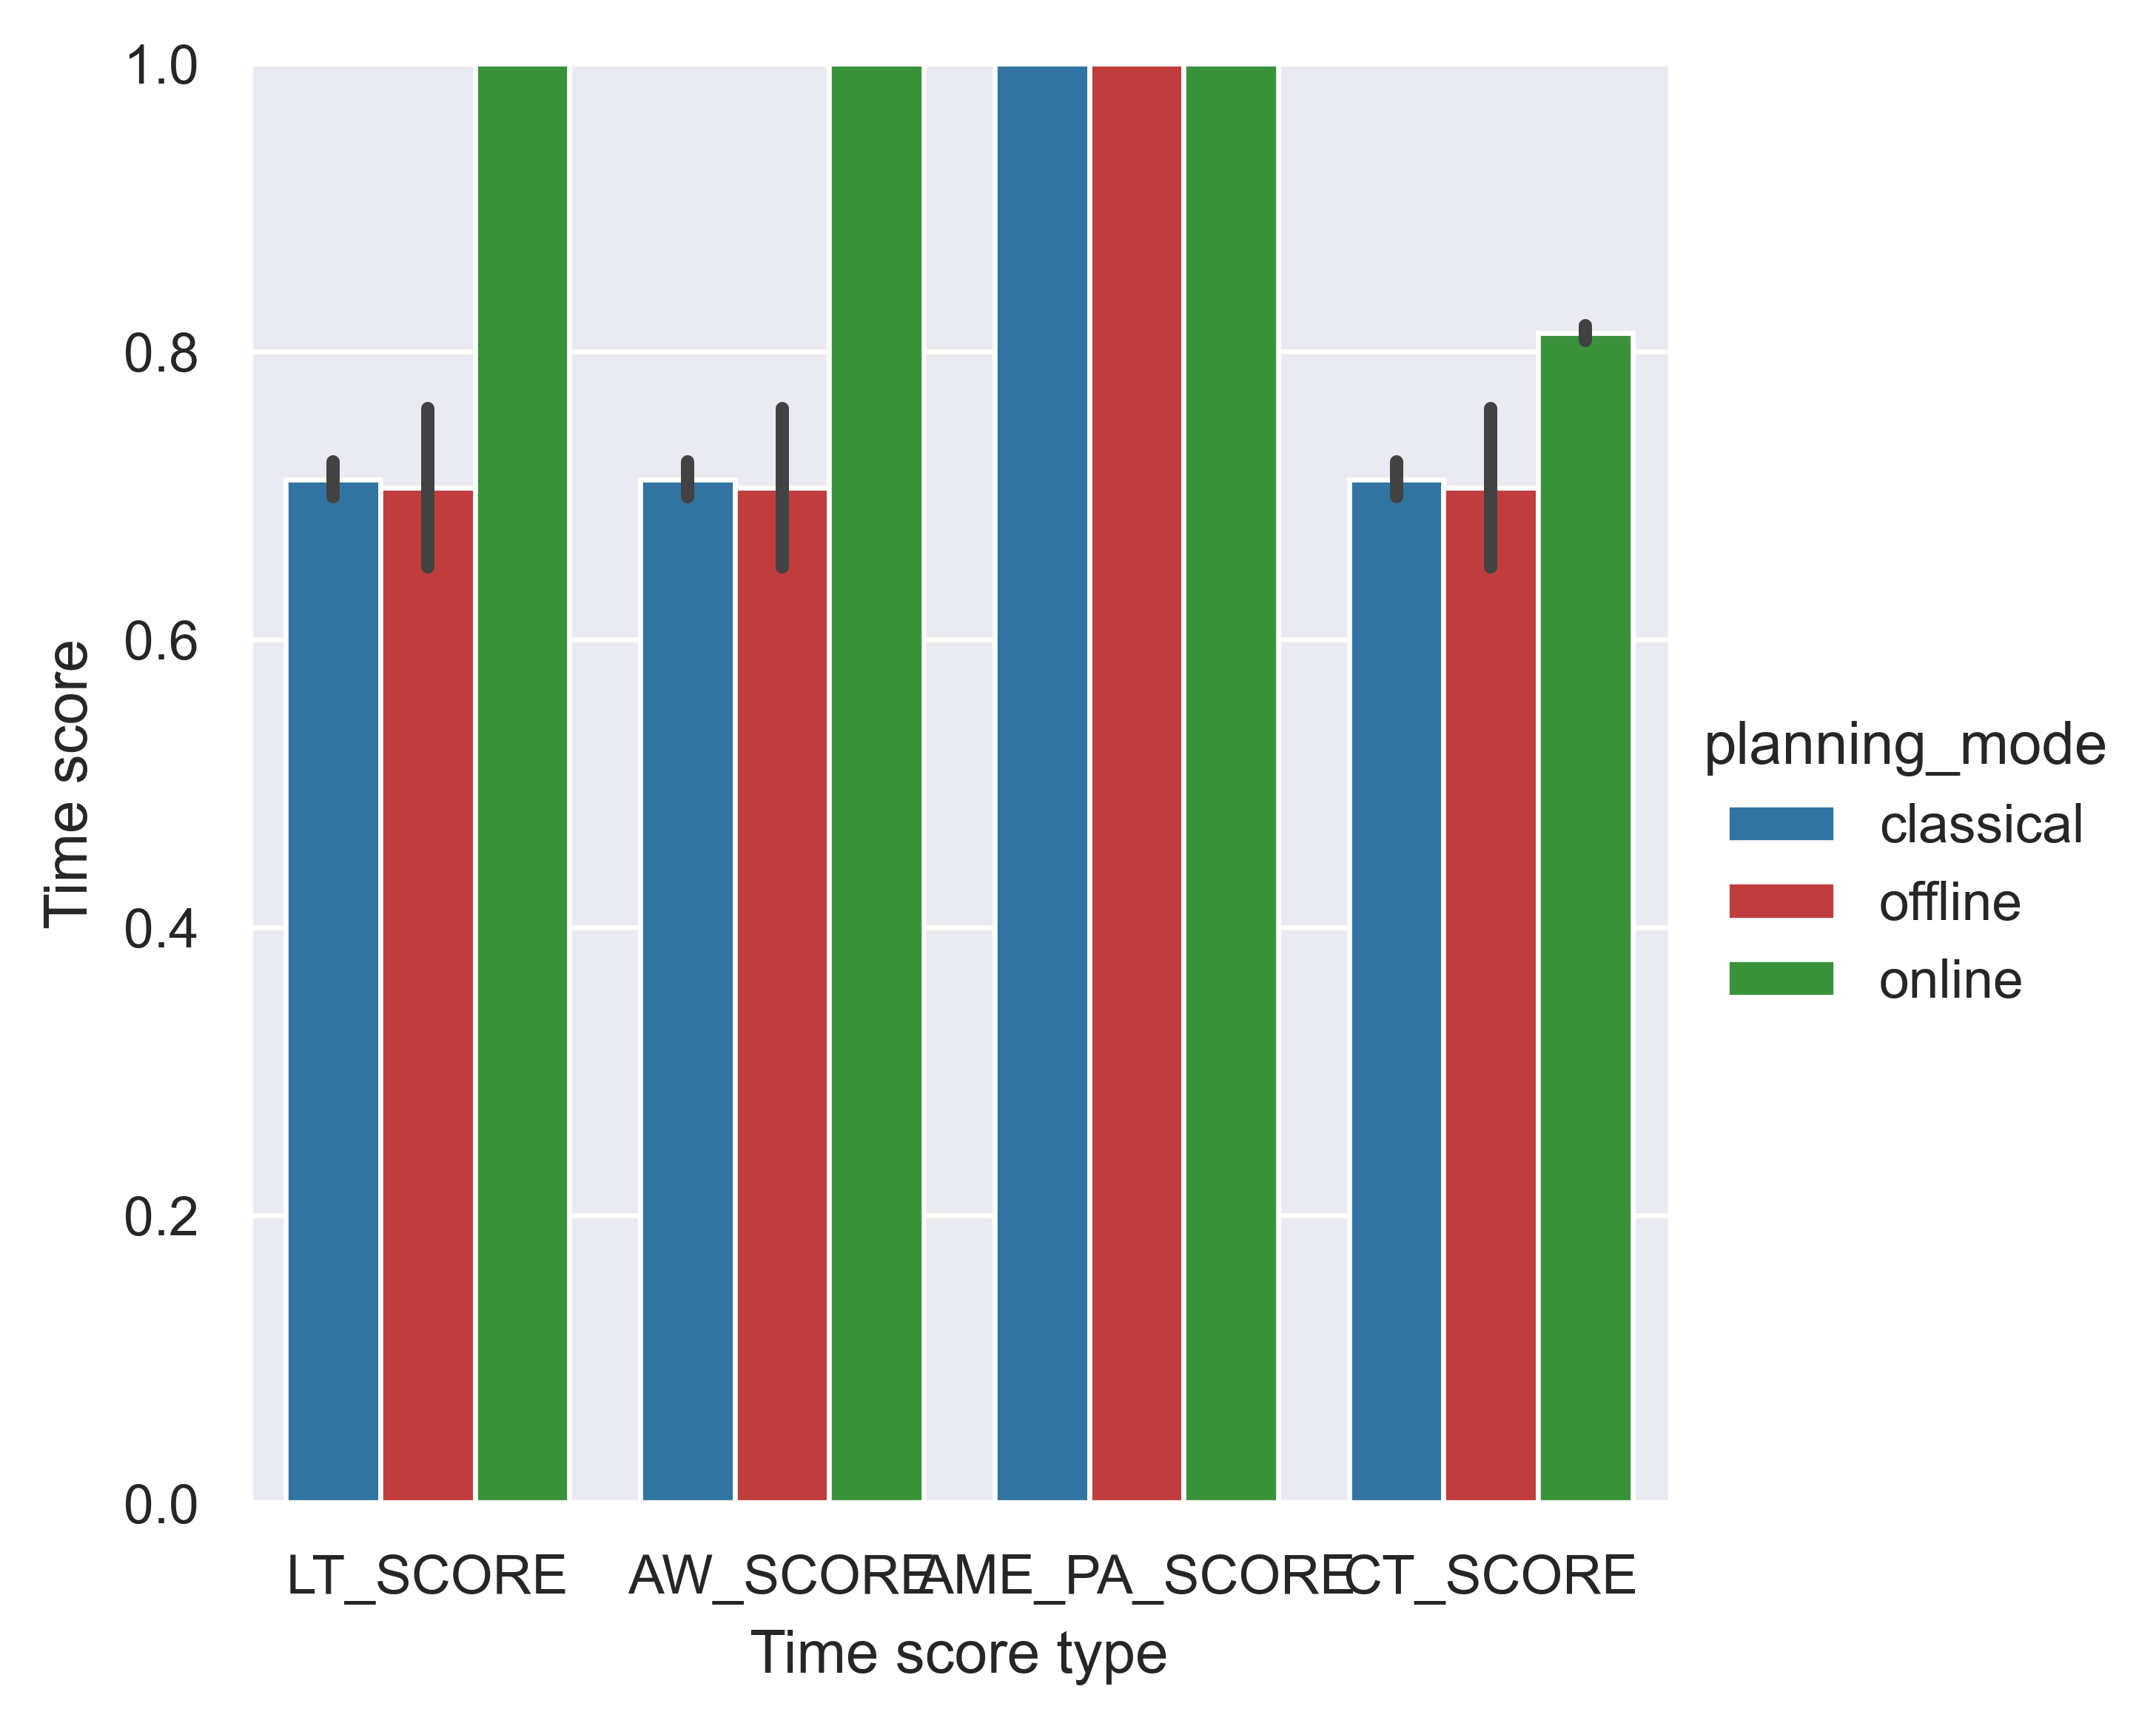 1.0
0.8
0.6
0.4
0.2
0.0
Time score
LT_SCORE AW_SCORE AME_PA_SCORE CT_SCORE
Time score type
planning_mode
classical
offline
online